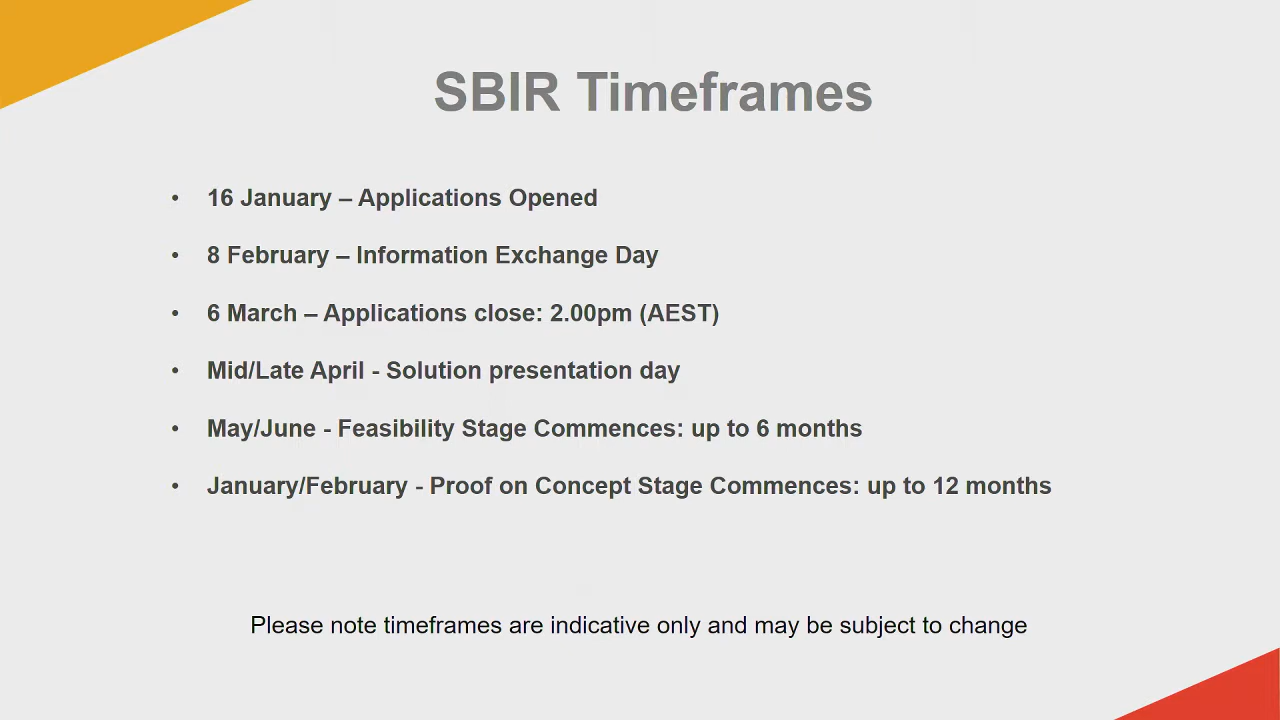 SBIR Timeframes
• 16 January – Applications Opened
• 8 February – Information Exchange Day
• 6 March – Applications close: 2.00pm (AEST)
• Mid/Late April - Solution presentation day
• May/June - Feasibility Stage Commences: up to 6 months
• January/February - Proof on Concept Stage Commences: up to 12 months
Please note timeframes are indicative only and may be subject to change